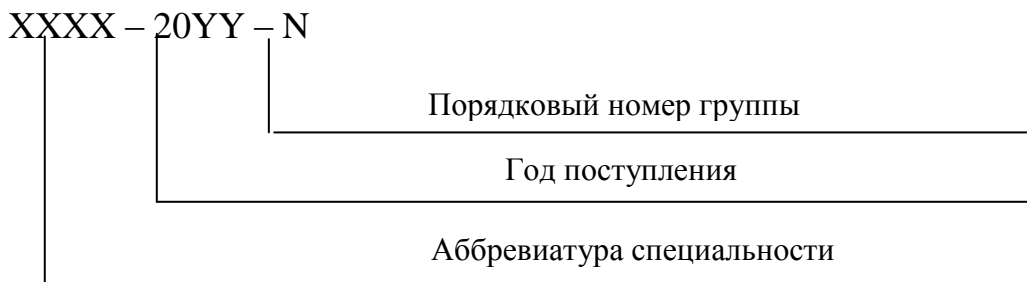 XXXX – 20YY – N
Порядковый номер группы
Год поступления
Аббревиатура специальности